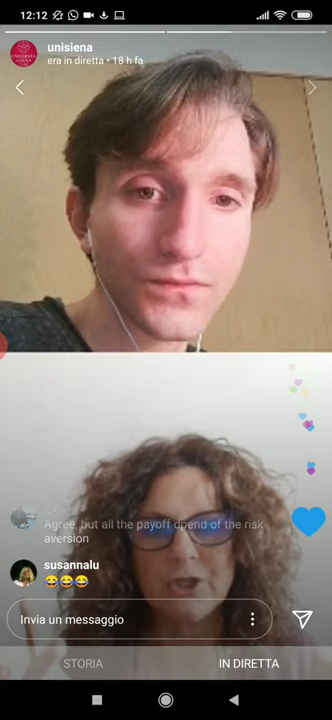 12:12
unisiena
era in diretta • 18 h fa
Agree, but all the payoff dpend of the risk
aversion
susannalu
😂😂😂
Invia un messaggio
STORIA
IN DIRETTA